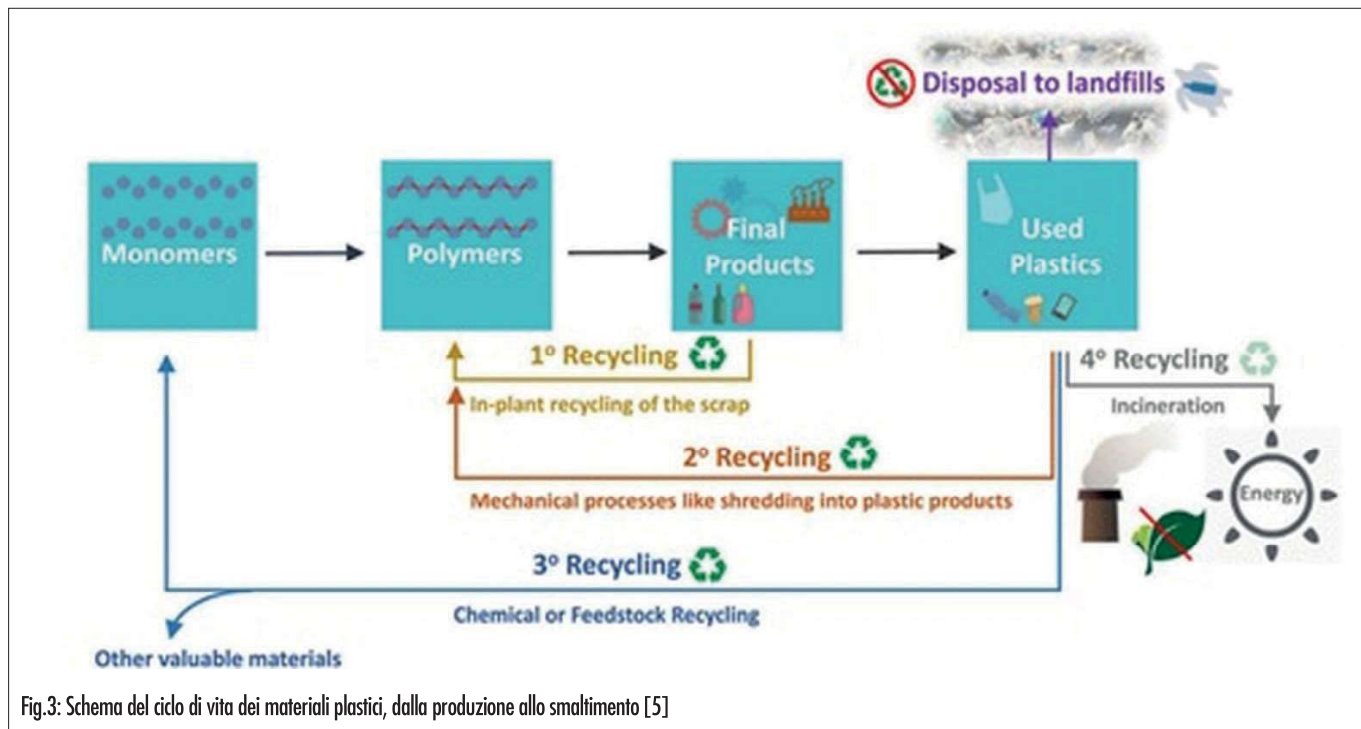 Disposal to landfills
Monomers
Polymers
Final
Products
Used
Plastics
1° Recycling
In-plant recycling of the scrap
2° Recycling
Mechanical processes like shredding into plastic products
3° Recycling
Chemical or Feedstock Recycling
Other valuable materials
4° Recycling
Incineration
Energy
Fig.3: Schema del ciclo di vita dei materiali plastici, dalla produzione allo smaltimento [5]